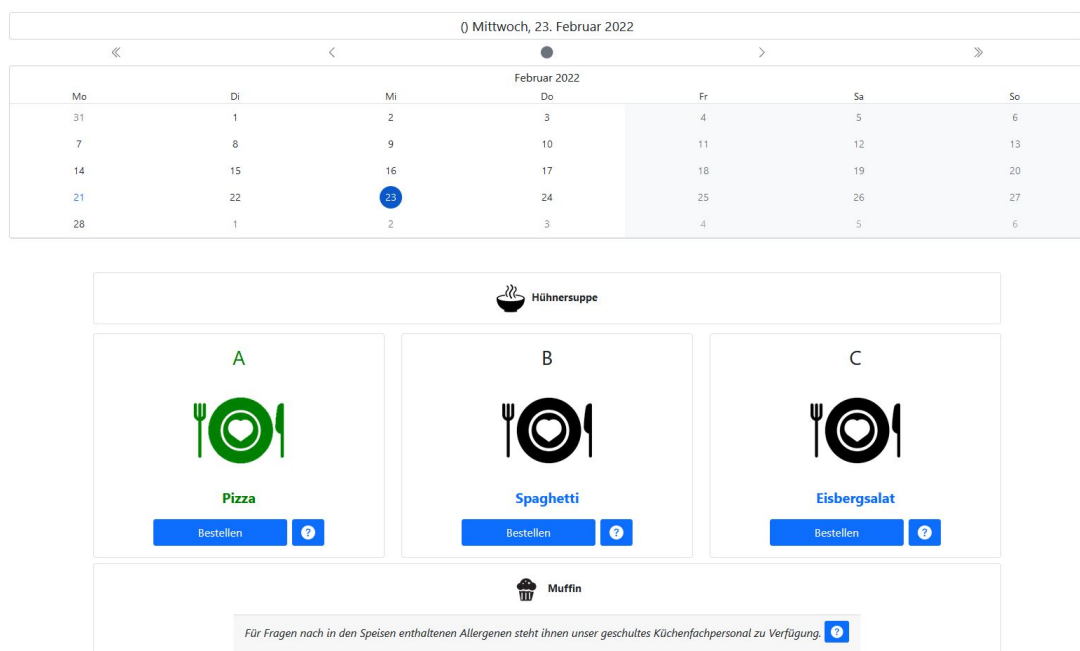 () Mittwoch, 23. Februar 2022
Februar 2022
Mo Di Mi Do Fr Sa So
31 1 2 3 4 5 6
7 8 9 10 11 12 13
14 15 16 17 18 19 20
21 22 23 24 25 26 27
28 1 2 3 4 5 6
Hühnersuppe
A B C
Pizza Spaghetti Eisbergsalat
Bestellen ? Bestellen ? Bestellen ?
Muffin
Für Fragen nach in den Speisen enthaltenen Allergenen steht ihnen unser geschultes Küchenfachpersonal zu Verfügung. ?